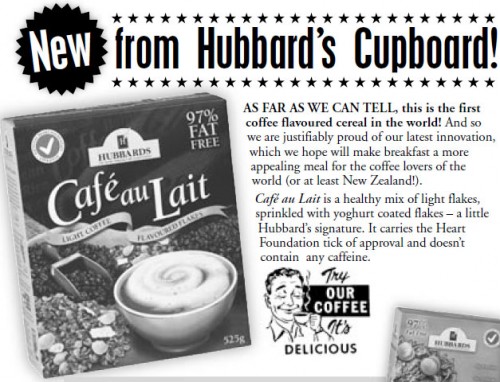 New from Hubbard's Cupboard!
97%
FAT
FREE
HUBBARDS
Café au Lait
LIGHT COFFEE FLAVOURED FLAKES
525g
AS FAR AS WE CAN TELL, this is the first
coffee flavoured cereal in the world! And so
we are justifiably proud of our latest innovation,
which we hope will make breakfast a more
appealing meal for the coffee lovers of the
world (or at least New Zealand!).
Café au Lait is a healthy mix of light flakes,
sprinkled with yoghurt coated flakes – a little
Hubbard's signature. It carries the Heart
Foundation tick of approval and doesn't
contain any caffeine.
Try
OUR
COFFEE
It's
DELICIOUS
97%
HUBBARDS